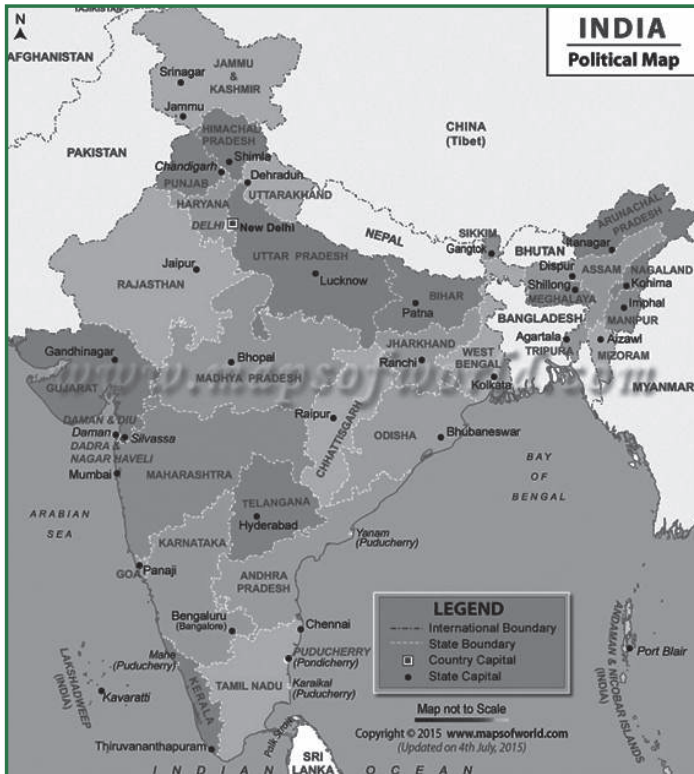 TAJIKISTAN
N
INDIA
Political Map
AFGHANISTAN
JAMMU
&
KASHMIR
Srinagar
Jammu
CHINA
(Tibet)
HIMACHAL
PRADESH
Shimla
PAKISTAN
Chandigarh
PUNJAB
Dehradun
UTTARAKHAND
HARYANA
DELHI
New Delhi
NEPAL
SIKKIM
Gangtok
BHUTAN
ARUNACHAL
PRADESH
Itanagar
Dispur
ASSAM
NAGALAND
Shillong
Kohima
MEGHALAYA
Imphal
MANIPUR
BANGLADESH
Agartala
Aizawl
TRIPURA
MIZORAM
MYANMAR
Jaipur
RAJASTHAN
UTTAR PRADESH
Lucknow
BIHAR
Patna
JHARKHAND
Ranchi
WEST
BENGAL
Kolkata
Gandhinagar
GUJARAT
Bhopal
MADHYA PRADESH
www.mapsofworld.com
DAMAN & DIU
Daman
Silvassa
DADRA &
NAGAR HAVELI
Mumbai
MAHARASHTRA
Raipur
CHHATTISGARH
ODISHA
Bhubaneswar
BAY
OF
BENGAL
ARABIAN
SEA
TELANGANA
Hyderabad
KARNATAKA
Yanam
(Puducherry)
GOA
Panaji
ANDHRA
PRADESH
Bengaluru
(Bangalore)
Chennai
Mahe
(Puducherry)
PUDUCHERRY
(Pondicherry)
Karaikal
(Puducherry)
TAMIL NADU
KERALA
LAKSHADWEEP
(INDIA)
Kavaratti
Thiruvananthapuram
Palk Strait
SRI
LANKA
INDIAN OCEAN
ANDAMAN & NICOBAR ISLANDS
(INDIA)
Port Blair
LEGEND
International Boundary
State Boundary
Country Capital
State Capital
Map not to Scale
Copyright © 2015 www.mapsofworld.com
(Updated on 4th July, 2015)